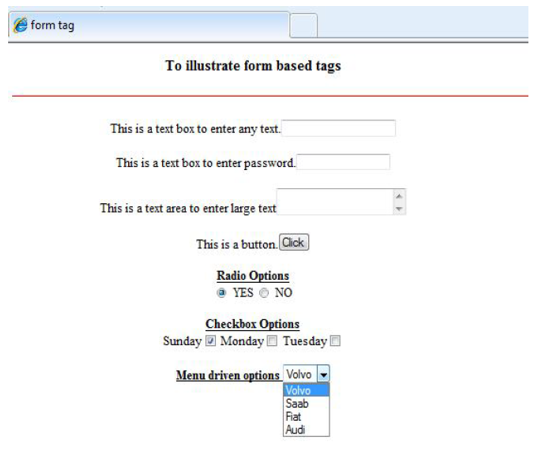 form tag
To illustrate form based tags
This is a text box to enter any text.
This is a text box to enter password.
This is a text area to enter large text
This is a button. Click
Radio Options
YES NO
Checkbox Options
Sunday Monday Tuesday
Menu driven options Volvo
Volvo
Saab
Fiat
Audi